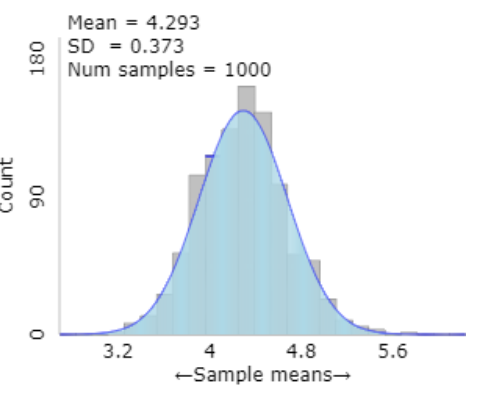 Mean = 4.293
SD = 0.373
Num samples = 1000
180
90
0
Count
3.2 4 4.8 5.6
←Sample means→